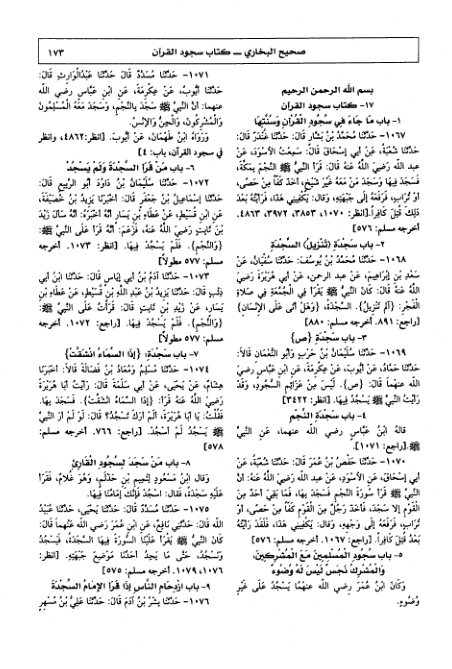 صحيح البخاري ــ كتاب سجود القرآن
١٧٣
بسم الله الرحمن الرحيم
١٧- كتاب سجود القرآن
١- باب مَا جَاءَ فِي سُجُودِ الْقُرْآنِ وَسُنَّتِهَا
١٠٦٧- حَدَّثَنَا مُحَمَّدُ بْنُ بَشَّارٍ قَالَ: حَدَّثَنَا غُنْدَرٌ قَالَ:
حَدَّثَنَا شُعْبَةُ، عَنْ أَبِي إِسْحَاقَ قَالَ: سَمِعْتُ الأَسْوَدَ، عَنْ
عبد الله رَضِيَ اللهُ عَنْهُ قَالَ: قَرَأَ النَّبِيُّ ﷺ النَّجْمَ بِمَكَّةَ،
فَسَجَدَ فِيهَا وَسَجَدَ مَنْ مَعَهُ غَيْرَ شَيْخٍ، أَخَذَ كَفًّا مِنْ حَصًى،
أَوْ تُرَابٍ، فَرَفَعَهُ إِلَى جَبْهَتِهِ، وَقَالَ: يَكْفِينِي هَذَا، فَرَأَيْتُهُ بَعْدَ
ذَلِكَ قُتِلَ كَافِراً. [انظر: ١٠٧٠، ٣٨٥٣، ٣٩٧٢، ٤٨٦٣.
أخرجه مسلم: ٥٧٦]
٢- باب سَجْدَةِ {تَنْزِيلُ} السَّجْدَةُ
١٠٦٨- حَدَّثَنَا مُحَمَّدُ بْنُ يُوسُفَ: حَدَّثَنَا سُفْيَانُ، عَنْ
سَعْدِ بْنِ إِبْرَاهِيمَ، عَنْ عبد الرحمن، عَنْ أَبِي هُرَيْرَةَ رَضِيَ
اللهُ عَنْهُ قَالَ: كَانَ النَّبِيُّ ﷺ يَقْرَأُ فِي الْجُمُعَةِ فِي صَلاةِ
الْفَجْرِ: {الم تَنْزِيلُ}. السَّجْدَةَ، وَ{هَلْ أَتَى عَلَى الإِنْسَانِ}
[راجع: ٨٩١. أخرجه مسلم: ٨٨٠]
٣- باب سَجْدَةِ {ص}
١٠٦٩- حَدَّثَنَا سُلَيْمَانُ بْنُ حَرْبٍ وَأَبُو النُّعْمَانِ قَالاَ:
حَدَّثَنَا حَمَّادٌ، عَنْ أَيُّوبَ، عَنْ عِكْرِمَةَ، عَنِ ابْنِ عَبَّاسٍ رضي
الله عَنْهُمَا قَالَ: {ص}. لَيْسَ مِنْ عَزَائِمِ السُّجُودِ، وَقَدْ
رَأَيْتُ النَّبِيَّ ﷺ يَسْجُدُ فِيهَا. [انظر: ٣٤٢٢]
٤- باب سَجْدَةِ النَّجْمِ
قَالَهُ ابْنُ عَبَّاسٍ رضي الله عنهما، عَنِ النَّبِيِّ
ﷺ. [راجع: ١٠٧١].
١٠٧٠- حَدَّثَنَا حَفْصُ بْنُ عُمَرَ قَالَ: حَدَّثَنَا شُعْبَةُ، عَنْ
أَبِي إِسْحَاقَ، عَنِ الأَسْوَدِ، عَنْ عبد الله رَضِيَ اللهُ عَنْهُ: أَنَّ
النَّبِيَّ ﷺ قَرَأَ سُورَةَ النَّجْمِ فَسَجَدَ بِهَا، فَمَا بَقِيَ أَحَدٌ مِنَ
الْقَوْمِ إِلا سَجَدَ، فَأَخَذَ رَجُلٌ مِنَ الْقَوْمِ كَفًّا مِنْ حَصًى، أَوْ
تُرَابٍ، فَرَفَعَهُ إِلَى وَجْهِهِ، وَقَالَ: يَكْفِينِي هَذَا، فَلَقَدْ رَأَيْتُهُ
بَعْدُ قُتِلَ كَافِراً. [راجع: ١٠٦٧. أخرجه مسلم: ٥٧٦]
٥- باب سُجُودِ الْمُسْلِمِينَ مَعَ الْمُشْرِكِينَ،
وَالْمُشْرِكُ نَجَسٌ لَيْسَ لَهُ وُضُوءٌ
وَكَانَ ابْنُ عُمَرَ رضي الله عنهما يَسْجُدُ عَلَى غَيْرِ
وُضُوءٍ.
١٠٧١- حَدَّثَنَا مُسَدَّدٌ قَالَ: حَدَّثَنَا عَبْدُالْوَارِثِ قَالَ:
حَدَّثَنَا أَيُّوبُ، عَنْ عِكْرِمَةَ، عَنِ ابْنِ عَبَّاسٍ رضي الله
عنهما: أَنَّ النَّبِيَّ ﷺ سَجَدَ بِالنَّجْمِ، وَسَجَدَ مَعَهُ الْمُسْلِمُونَ
وَالْمُشْرِكُونَ، وَالْجِنُّ وَالإِنْسُ.
وَرَوَاهُ ابْنُ طَهْمَانَ، عَنْ أَيُّوبَ. [انظر: ٤٨٦٢، وانظر
في سجود القرآن، باب: ٤]
٦- باب مَنْ قَرَأَ السَّجْدَةَ وَلَمْ يَسْجُدْ
١٠٧٢- حَدَّثَنَا سُلَيْمَانُ بْنُ دَاوُدَ أَبُو الرَّبِيعِ قَالَ:
حَدَّثَنَا إِسْمَاعِيلُ بْنُ جَعْفَرٍ قَالَ: أَخْبَرَنَا يَزِيدُ بْنُ خُصَيْفَةَ،
عَنِ ابْنِ قُسَيْطٍ، عَنْ عَطَاءِ بْنِ يَسَارٍ أَنَّهُ أَخْبَرَهُ: أَنَّهُ سَأَلَ زَيْدَ
بْنَ ثَابِتٍ رَضِيَ اللهُ عَنْهُ، فَزَعَمَ: أَنَّهُ قَرَأَ عَلَى النَّبِيِّ ﷺ:
{وَالنَّجْمِ}. فَلَمْ يَسْجُدْ فِيهَا. [انظر: ١٠٧٣. أخرجه
مسلم: ٥٧٧ مطولاً]
١٠٧٣- حَدَّثَنَا آدَمُ بْنُ أَبِي إِيَاسٍ قَالَ: حَدَّثَنَا ابْنُ أَبِي
ذِئْبٍ قَالَ: حَدَّثَنَا يَزِيدُ بْنُ عَبْدِ اللهِ بْنِ قُسَيْطٍ، عَنْ عَطَاءِ بْنِ
يَسَارٍ، عَنْ زَيْدِ بْنِ ثَابِتٍ قَالَ: قَرَأْتُ عَلَى النَّبِيِّ ﷺ:
{وَالنَّجْمِ}. فَلَمْ يَسْجُدْ فِيهَا. [راجع: ١٠٧٢. أخرجه
مسلم: ٥٧٧ مطولاً]
٧- باب سَجْدَةِ: {إِذَا السَّمَاءُ انْشَقَّتْ}
١٠٧٤- حَدَّثَنَا مُسْلِمٌ وَمُعَاذُ بْنُ فَضَالَةَ قَالاَ: أَخْبَرَنَا
هِشَامٌ، عَنْ يَحْيَى، عَنْ أَبِي سَلَمَةَ قَالَ: رَأَيْتُ أَبَا هُرَيْرَةَ
رَضِيَ اللهُ عَنْهُ قَرَأَ: {إِذَا السَّمَاءُ انْشَقَّتْ}. فَسَجَدَ بِهَا.
فَقُلْتُ: يَا أَبَا هُرَيْرَةَ، أَلَمْ أَرَكَ تَسْجُدُ؟ قَالَ: لَوْ لَمْ أَرَ النَّبِيَّ
ﷺ يَسْجُدُ لَمْ أَسْجُدْ. [راجع: ٧٦٦. أخرجه مسلم:
٥٧٨]
٨- باب مَنْ سَجَدَ لِسُجُودِ الْقَارِئِ
وَقَالَ ابْنُ مَسْعُودٍ لِتَمِيمِ بْنِ حَذْلَمٍ، وَهُوَ غُلامٌ، فَقَرَأَ
عَلَيْهِ سَجْدَةً، فَقَالَ: اسْجُدْ فَإِنَّكَ إِمَامُنَا فِيهَا.
١٠٧٥- حَدَّثَنَا مُسَدَّدٌ قَالَ: حَدَّثَنَا يَحْيَى، حَدَّثَنَا عُبَيْدُ
اللهِ قَالَ: حَدَّثَنِي نَافِعٌ، عَنِ ابْنِ عُمَرَ رَضِيَ اللهُ عَنْهُمَا قَالَ:
كَانَ النَّبِيُّ ﷺ يَقْرَأُ عَلَيْنَا السُّورَةَ فِيهَا السَّجْدَةُ، فَيَسْجُدُ
وَنَسْجُدُ، حَتَّى مَا يَجِدُ أَحَدُنَا مَوْضِعَ جَبْهَتِهِ. [انظر:
١٠٧٦، ١٠٧٩. أخرجه مسلم: ٥٧٥]
٩- باب ازْدِحَامِ النَّاسِ إِذَا قَرَأَ الإِمَامُ السَّجْدَةَ
١٠٧٦- حَدَّثَنَا بِشْرُ بْنُ آدَمَ قَالَ: حَدَّثَنَا عَلِيُّ بْنُ مُسْهِرٍ